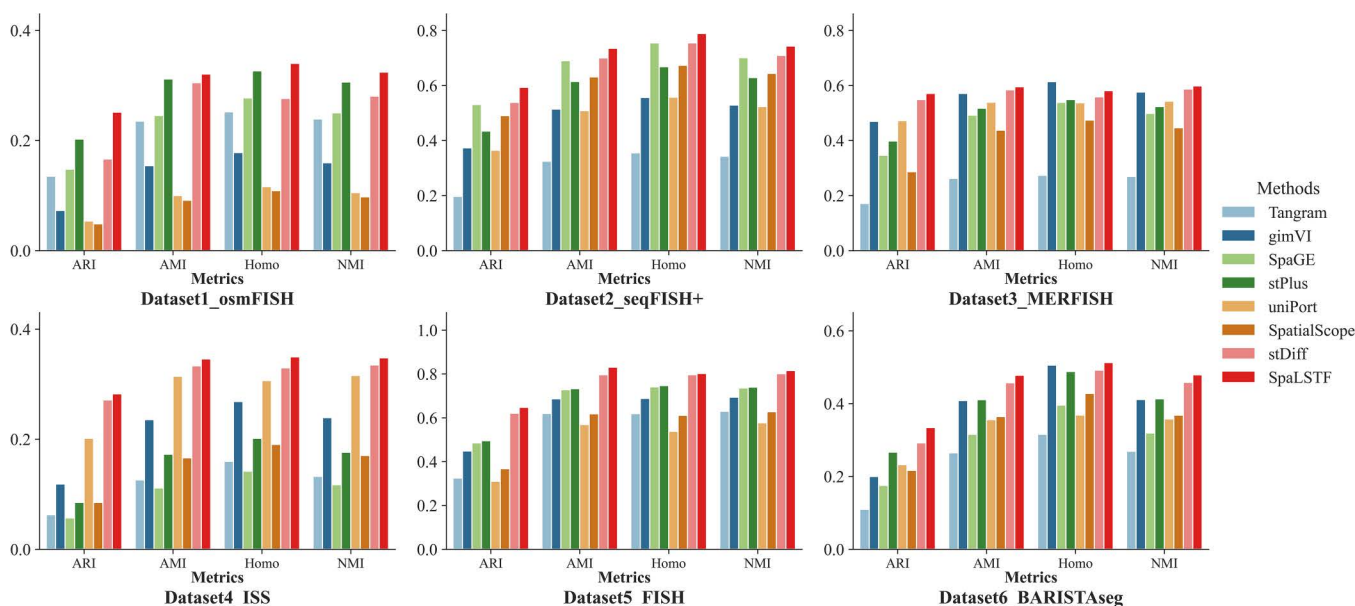 0.4
0.2
0.0
ARI
AMI
Homo
NMI
Metrics
Dataset1_osmFISH
0.8
0.6
0.4
0.2
0.0
ARI
AMI
Homo
NMI
Metrics
Dataset2_seqFISH+
0.8
0.6
0.4
0.2
0.0
ARI
AMI
Homo
NMI
Metrics
Dataset3_MERFISH
Methods
Tangram
gimVI
SpaGE
stPlus
uniPort
SpatialScope
stDiff
SpaLSTF
0.4
0.2
0.0
ARI
AMI
Homo
NMI
Metrics
Dataset4_ISS
1.0
0.8
0.6
0.4
0.2
0.0
ARI
AMI
Homo
NMI
Metrics
Dataset5_FISH
0.6
0.4
0.2
0.0
ARI
AMI
Homo
NMI
Metrics
Dataset6_BARISTAseg